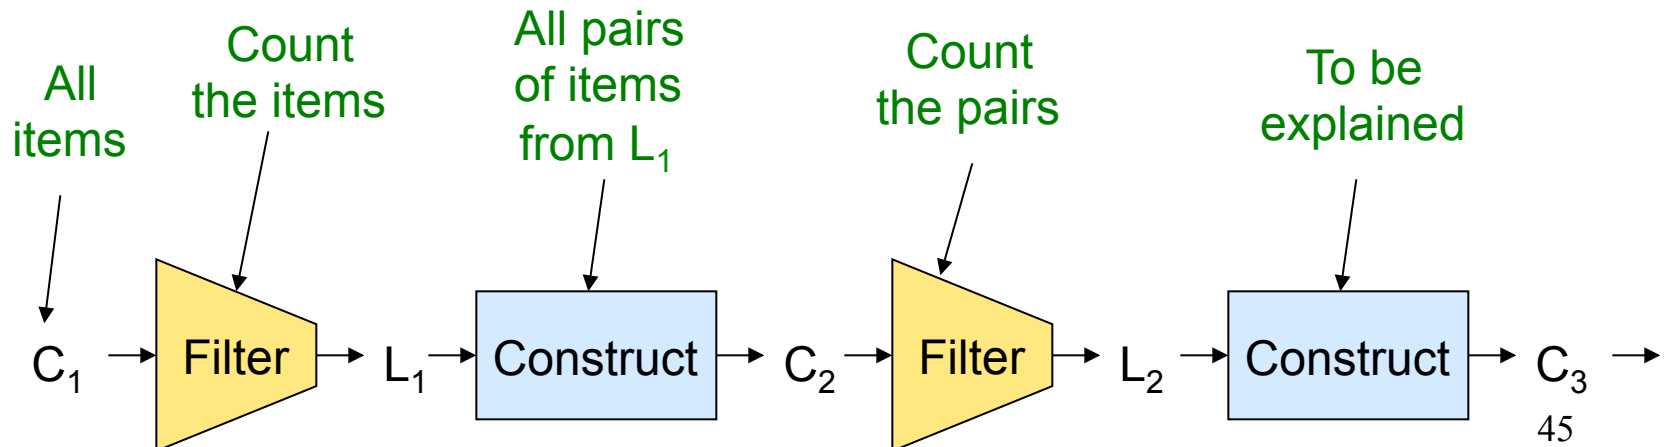 All
items
Count
the items
All pairs
of items
from L₁
Count
the pairs
To be
explained
C₁
Filter
L₁
Construct
C₂
Filter
L₂
Construct
C₃
45